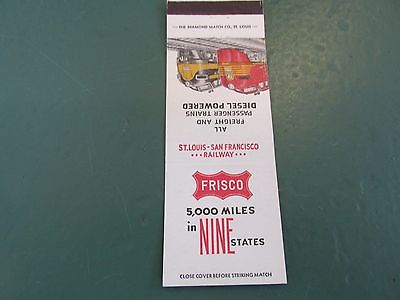 THE DIAMOND MATCH CO., ST. LOUIS
ALL
FREIGHT AND
PASSENGER TRAINS
DIESEL POWERED
ST. LOUIS-SAN FRANCISCO
••• RAILWAY •••
FRISCO
5,000 MILES
in NINE STATES
CLOSE COVER BEFORE STRIKING MATCH